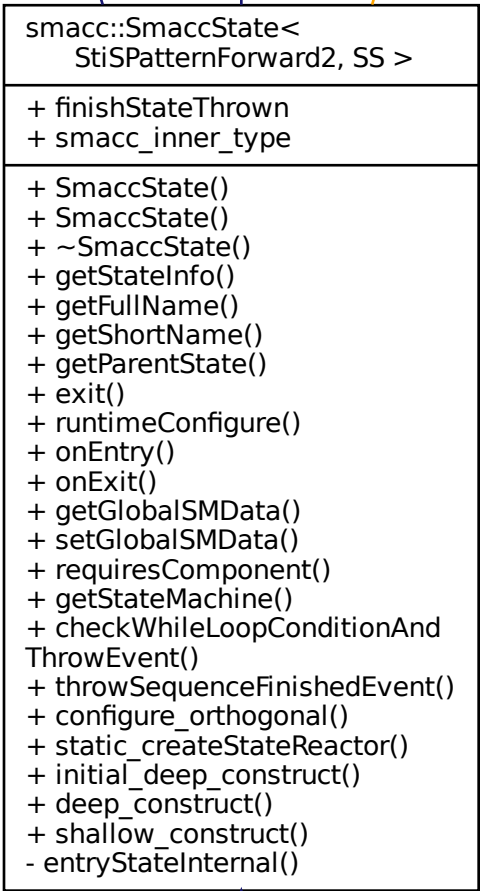 smacc::SmaccState<
StiSPatternForward2, SS >
+ finishStateThrown
+ smacc_inner_type
+ SmaccState()
+ SmaccState()
+ ~SmaccState()
+ getStateInfo()
+ getFullName()
+ getShortName()
+ getParentState()
+ exit()
+ runtimeConfigure()
+ onEntry()
+ onExit()
+ getGlobalSMData()
+ setGlobalSMData()
+ requiresComponent()
+ getStateMachine()
+ checkWhileLoopConditionAnd
ThrowEvent()
+ throwSequenceFinishedEvent()
+ configure_orthogonal()
+ static_createStateReactor()
+ initial_deep_construct()
+ deep_construct()
+ shallow_construct()
- entryStateInternal()